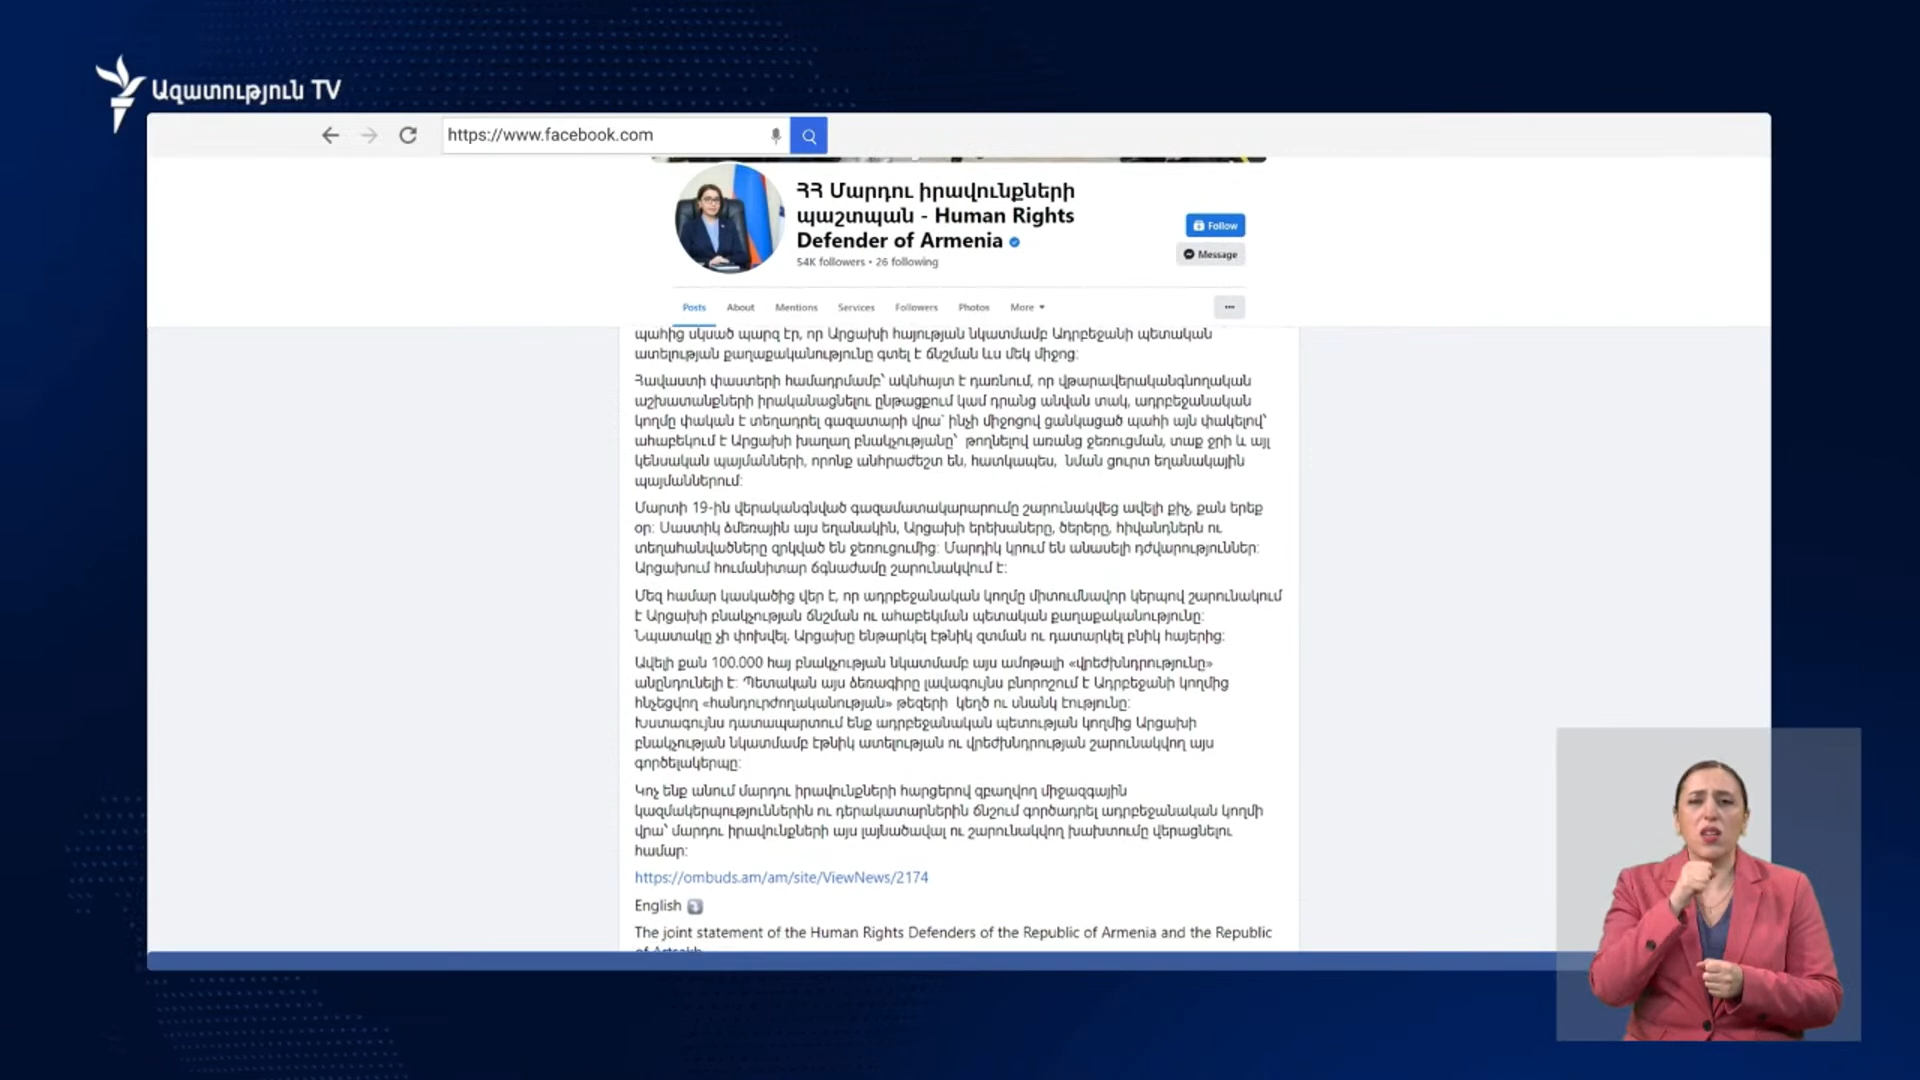 Ազատություն TV
https://www.facebook.com
ՀՀ Մարդու իրավունքների
պաշտպան - Human Rights
Defender of Armenia
54K followers • 26 following
Follow
Message
Posts About Mentions Services Followers Photos More
պահից սկսած պարզ էր, որ Արցախի հայության նկատմամբ Ադրբեջանի պետական
ատելության քաղաքականությունը գտել է ճնշման ևս մեկ միջոց:
Հավաստի փաստերի համադրմամբ՝ ակնհայտ է դառնում, որ վթարավերականգնողական
աշխատանքների իրականացնելու ընթացքում կամ դրանց անվան տակ, ադրբեջանական
կողմը փական է տեղադրել գազատարի վրա՝ ինչի միջոցով ցանկացած պահի այն փակելով՝
ահաբեկում է Արցախի խաղաղ բնակչությանը՝ թողնելով առանց ջեռուցման, տաք ջրի և այլ
կենսական պայմանների, որոնք անհրաժեշտ են, հատկապես, նման ցուրտ եղանակային
պայմաններում:
Մարտի 19-ին վերականգնված գազամատակարարումը շարունակվեց ավելի քիչ, քան երեք
օր: Սաստիկ ձմեռային այս եղանակին, Արցախի երեխաները, ծերերը, հիվանդներն ու
տեղահանվածները զրկված են ջեռուցումից: Մարդիկ կրում են անասելի դժվարություններ:
Արցախում հումանիտար ճգնաժամը շարունակվում է:
Մեզ համար կասկածից վեր է, որ ադրբեջանական կողմը միտումնավոր կերպով շարունակում
է Արցախի բնակչության ճնշման ու ահաբեկման պետական քաղաքականությունը:
Նպատակը չի փոխվել. Արցախը ենթարկել էթնիկ զտման ու դատարկել բնիկ հայերից:
Ավելի քան 100.000 հայ բնակչության նկատմամբ այս ամոթալի «վրեժխնդրությունը»
անընդունելի է: Պետական այս ձեռագիրը լավագույնս բնորոշում է Ադրբեջանի կողմից
հնչեցվող «հանդուրժողականության» թեզերի կեղծ ու սնանկ էությունը:
Խստագույնս դատապարտում ենք ադրբեջանական պետության կողմից Արցախի
բնակչության նկատմամբ էթնիկ ատելության ու վրեժխնդրության շարունակվող այս
գործելակերպը:
Կոչ ենք անում մարդու իրավունքների հարցերով զբաղվող միջազգային
կազմակերպություններին ու դերակատարներին ճնշում գործադրել ադրբեջանական կողմի
վրա՝ մարդու իրավունքների այս լայնածավալ ու շարունակվող խախտումը վերացնելու
համար:
https://ombuds.am/am/site/ViewNews/2174
English
The joint statement of the Human Rights Defenders of the Republic of Armenia and the Republic
of Artsakh